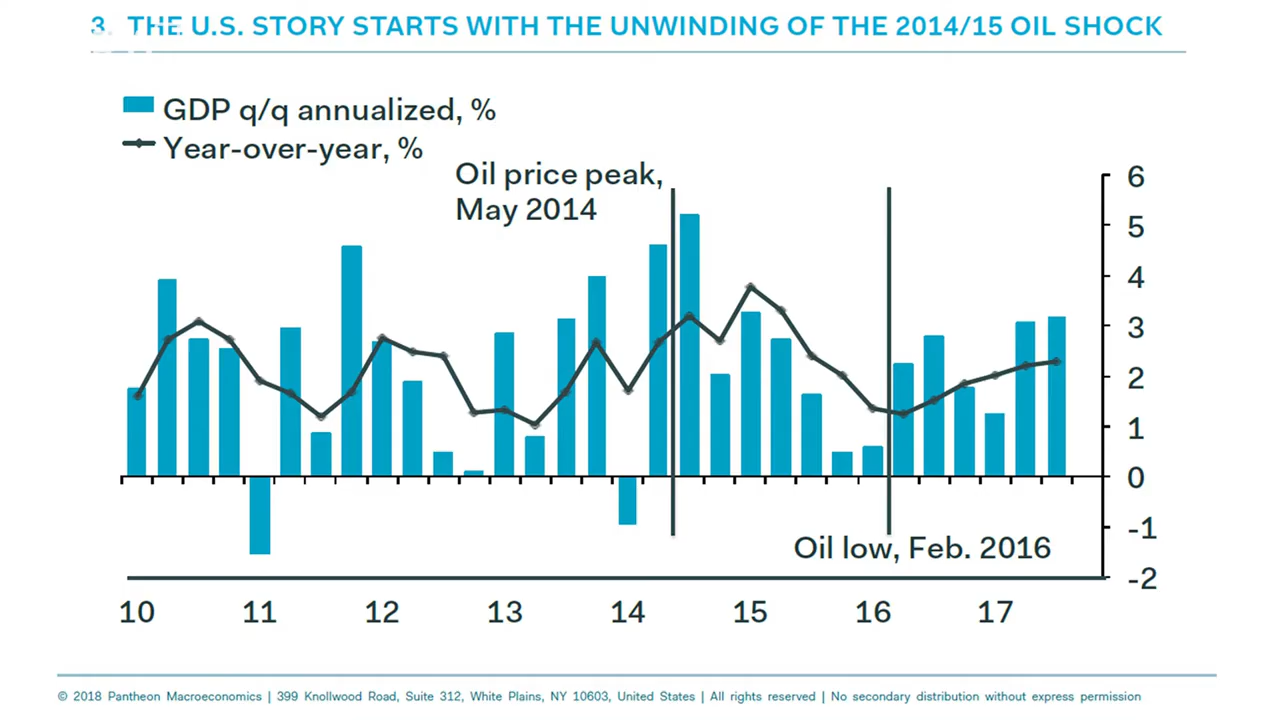 3. THE U.S. STORY STARTS WITH THE UNWINDING OF THE 2014/15 OIL SHOCK
GDP q/q annualized, %
Year-over-year, %
Oil price peak,
May 2014
6
5
4
3
2
1
0
-1
-2
Oil low, Feb. 2016
10 11 12 13 14 15 16 17
© 2018 Pantheon Macroeconomics | 399 Knollwood Road, Suite 312, White Plains, NY 10603, United States | All rights reserved | No secondary distribution without express permission